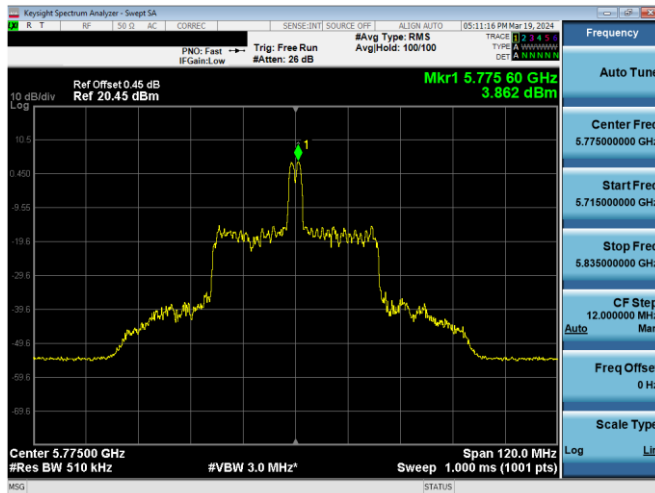 Keysight Spectrum Analyzer - Swept SA
R T RF 50 Ω AC CORREC SENSE:INT SOURCE OFF ALIGN AUTO 05:11:16 PM Mar 19, 2024
#Avg Type: RMS
TRACE 1 2 3 4 5 6
PNO: Fast Trig: Free Run Avg|Hold: 100/100
TYPE A WWWWW
IFGain:Low #Atten: 26 dB
DET A N N N N N
Mkr1 5.775 60 GHz
3.862 dBm
Ref Offset 0.45 dB
10 dB/div Ref 20.45 dBm
Log
1
10.5
0.450
-9.55
-19.6
-29.6
-39.6
-49.6
-59.6
-69.6
Center 5.77500 GHz Span 120.0 MHz
#Res BW 510 kHz #VBW 3.0 MHz* Sweep 1.000 ms (1001 pts)
MSG STATUS
Frequency
Auto Tune
Center Freq
5.775000000 GHz
Start Freq
5.715000000 GHz
Stop Freq
5.835000000 GHz
CF Step
12.000000 MHz
Auto Man
Freq Offset
0 Hz
Scale Type
Log Lin